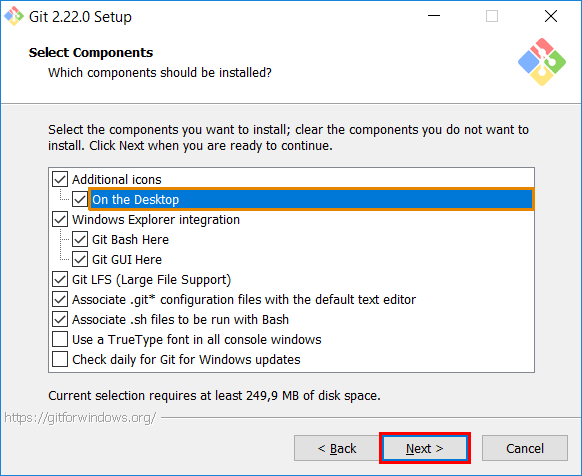 Git 2.22.0 Setup
Select Components
Which components should be installed?
Select the components you want to install; clear the components you do not want to
install. Click Next when you are ready to continue.
Additional icons
On the Desktop
Windows Explorer integration
Git Bash Here
Git GUI Here
Git LFS (Large File Support)
Associate .git* configuration files with the default text editor
Associate .sh files to be run with Bash
Use a TrueType font in all console windows
Check daily for Git for Windows updates
Current selection requires at least 249,9 MB of disk space.
https://gitforwindows.org/
< Back
Next >
Cancel